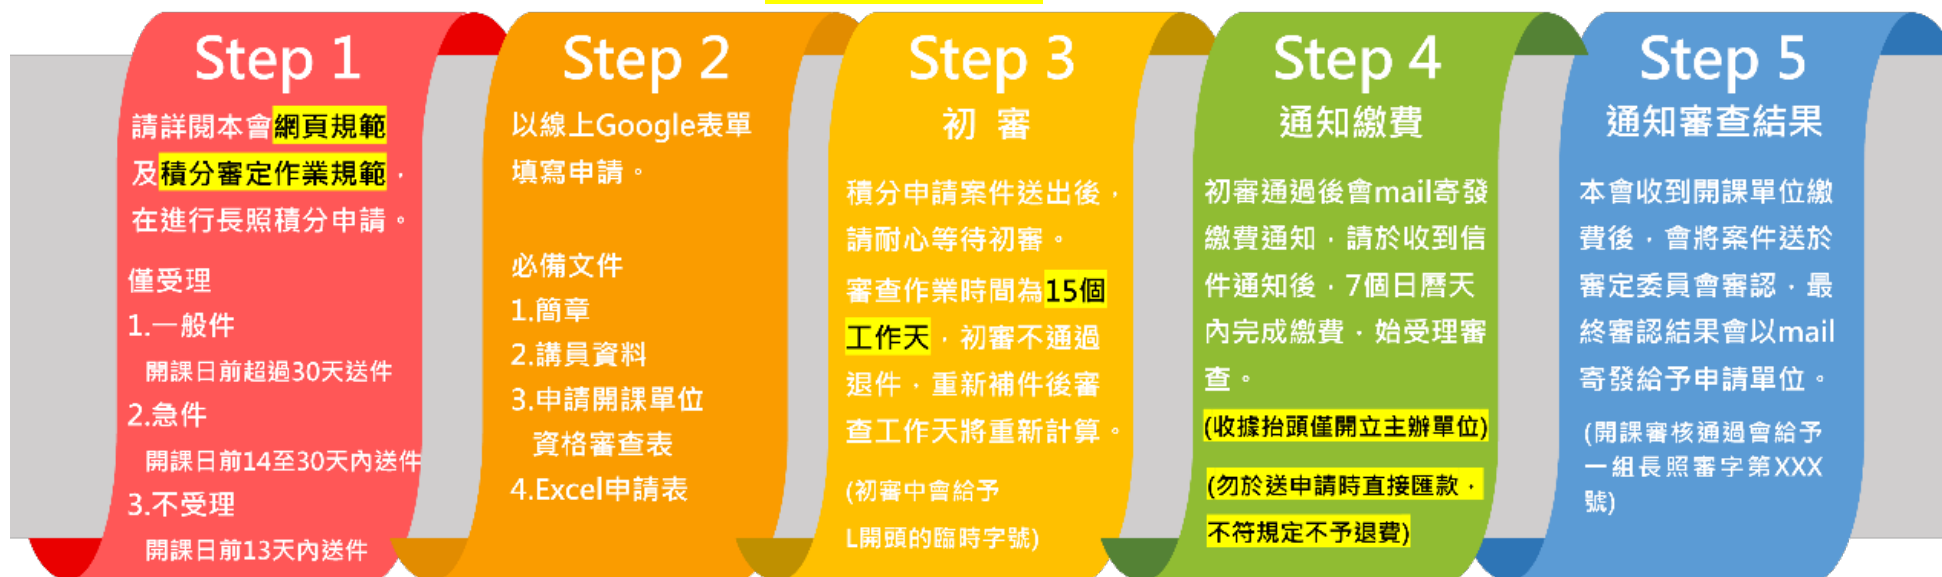 Step 1
請詳閱本會網頁規範
及積分審定作業規範，
在進行長照積分申請。
僅受理
1.一般件
開課日前超過30天送件
2.急件
開課日前14至30天內送件
3.不受理
開課日前13天內送件
Step 2
以線上Google表單
填寫申請。
必備文件
1.簡章
2.講員資料
3.申請開課單位
資格審查表
4.Excel申請表
Step 3
初 審
積分申請案件送出後，
請耐心等待初審。
審查作業時間為15個
工作天，初審不通過
退件，重新補件後審
查工作天將重新計算。
(初審中會給予
L開頭的臨時字號)
Step 4
通知繳費
初審通過後會mail寄發
繳費通知，請於收到信
件通知後，7個日曆天
內完成繳費，始受理審
查。
(收據抬頭僅開立主辦單位)
(勿於送申請時直接匯款，
不符規定不予退費)
Step 5
通知審查結果
本會收到開課單位繳
費後，會將案件送於
審定委員會審認，最
終審認結果會以mail
寄發給予申請單位。
(開課審核通過會給予
一組長照審字第XXX
號)